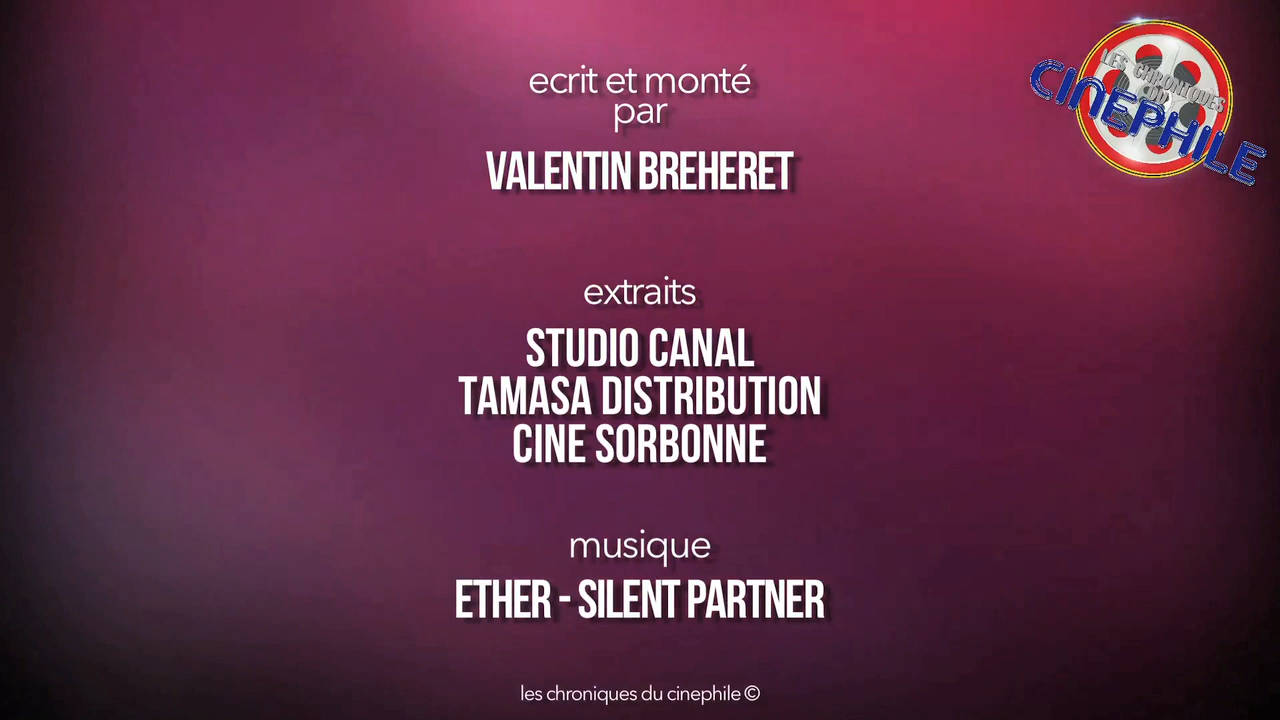 ecrit et monté
par
VALENTIN BREHERET
LES CHRONIQUES
DU
CINEPHILE
extraits
STUDIO CANAL
TAMASA DISTRIBUTION
CINE SORBONNE
musique
ETHER - SILENT PARTNER
les chroniques du cinephile ©